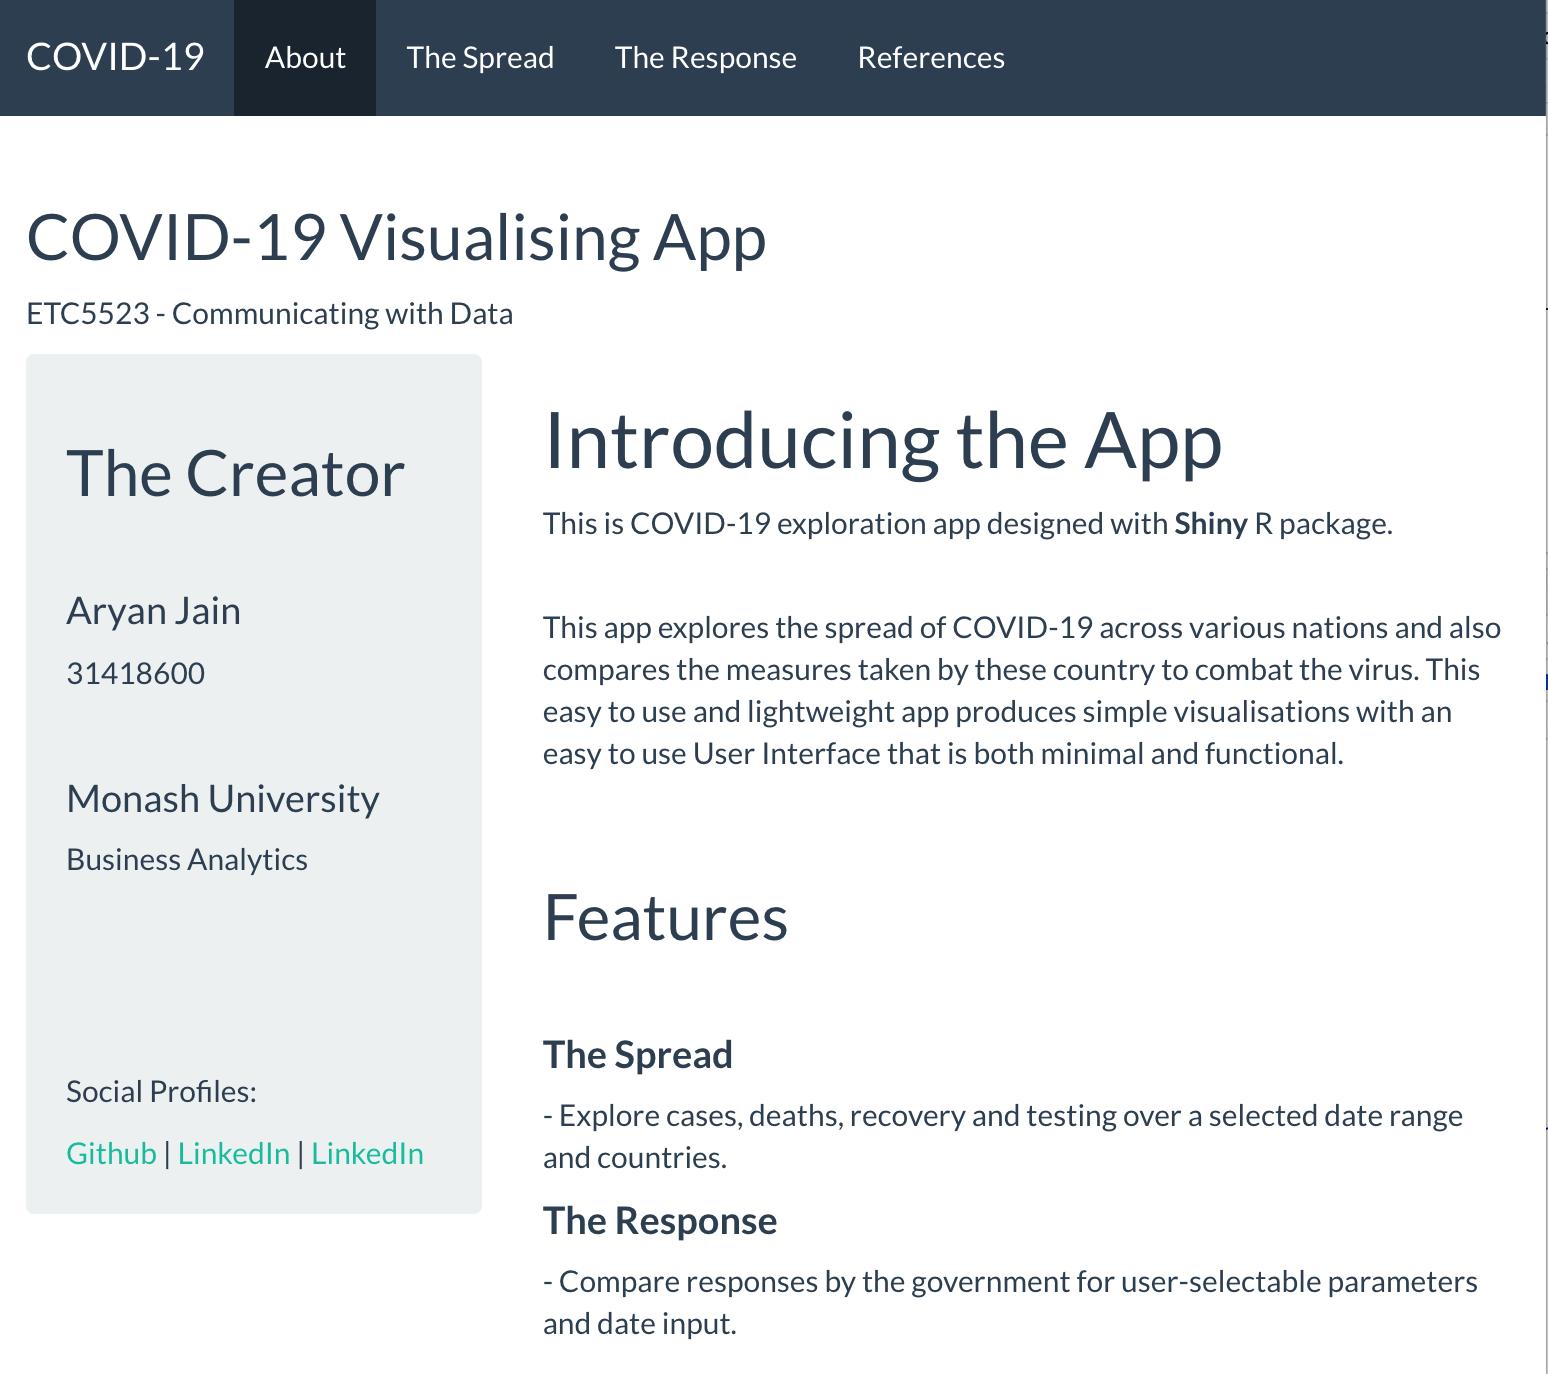 COVID-19 About The Spread The Response References
COVID-19 Visualising App
ETC5523 - Communicating with Data
The Creator
Aryan Jain
31418600
Monash University
Business Analytics
Social Profiles:
Github | LinkedIn | LinkedIn
Introducing the App
This is COVID-19 exploration app designed with Shiny R package.
This app explores the spread of COVID-19 across various nations and also
compares the measures taken by these country to combat the virus. This
easy to use and lightweight app produces simple visualisations with an
easy to use User Interface that is both minimal and functional.
Features
The Spread
- Explore cases, deaths, recovery and testing over a selected date range
and countries.
The Response
- Compare responses by the government for user-selectable parameters
and date input.